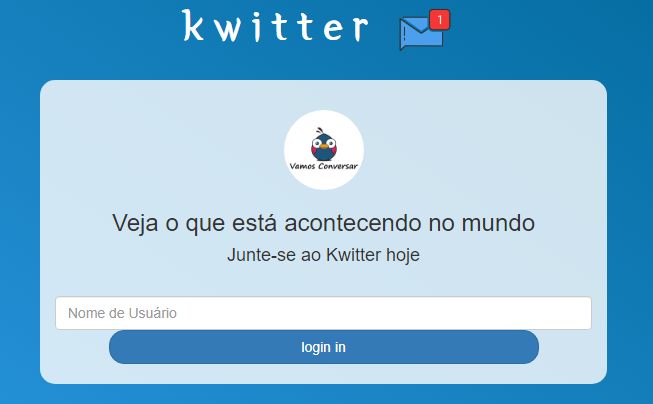 kwitter
1
Vamos Conversar
Veja o que está acontecendo no mundo
Junte-se ao Kwitter hoje
Nome de Usuário
login in